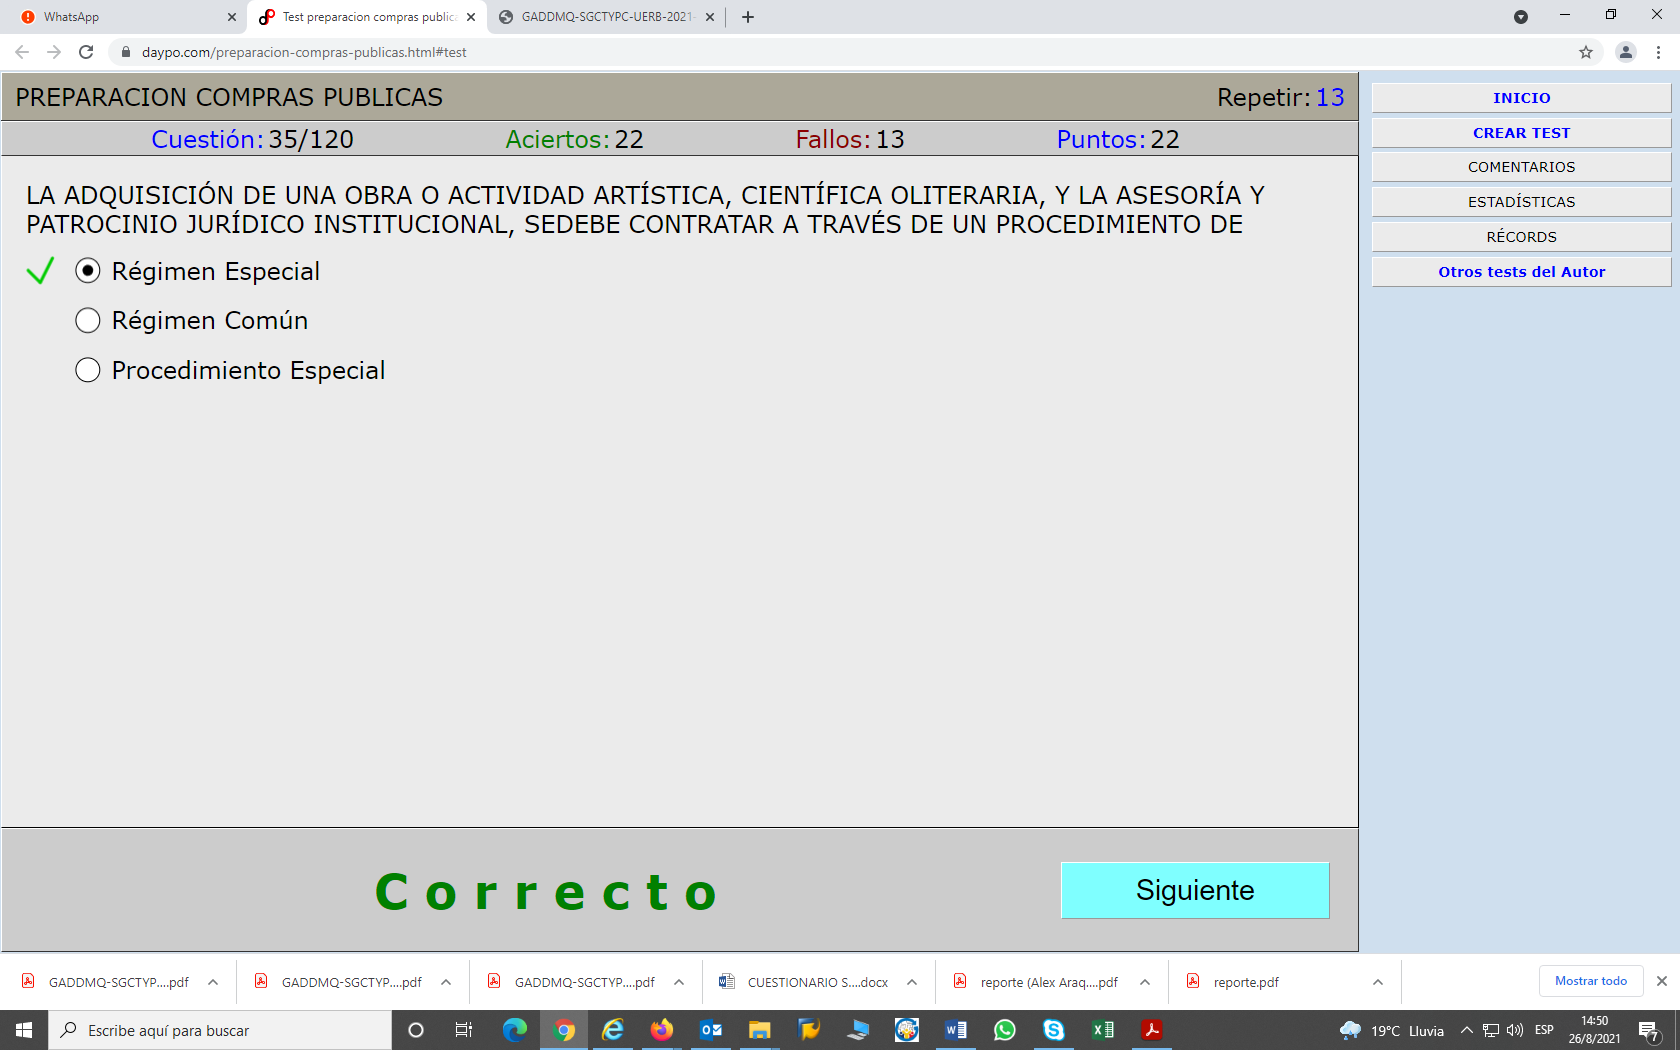 WhatsApp
Test preparacion compras publica
GADDMQ-SGCTYPC-UERB-2021-
daypo.com/preparacion-compras-publicas.html#test
PREPARACION COMPRAS PUBLICAS
Repetir: 13
Cuestión: 35/120
Aciertos: 22
Fallos: 13
Puntos: 22
LA ADQUISICIÓN DE UNA OBRA O ACTIVIDAD ARTÍSTICA, CIENTÍFICA OLITERARIA, Y LA ASESORÍA Y
PATROCINIO JURÍDICO INSTITUCIONAL, SEDEBE CONTRATAR A TRAVÉS DE UN PROCEDIMIENTO DE
Régimen Especial
Régimen Común
Procedimiento Especial
Correcto
Siguiente
INICIO
CREAR TEST
COMENTARIOS
ESTADÍSTICAS
RÉCORDS
Otros tests del Autor
GADDMQ-SGCTYP....pdf
GADDMQ-SGCTYP....pdf
GADDMQ-SGCTYP....pdf
CUESTIONARIO S....docx
reporte (Alex Araq....pdf
reporte.pdf
Mostrar todo
Escribe aquí para buscar
19°C Lluvia
ESP
14:50
26/8/2021
7